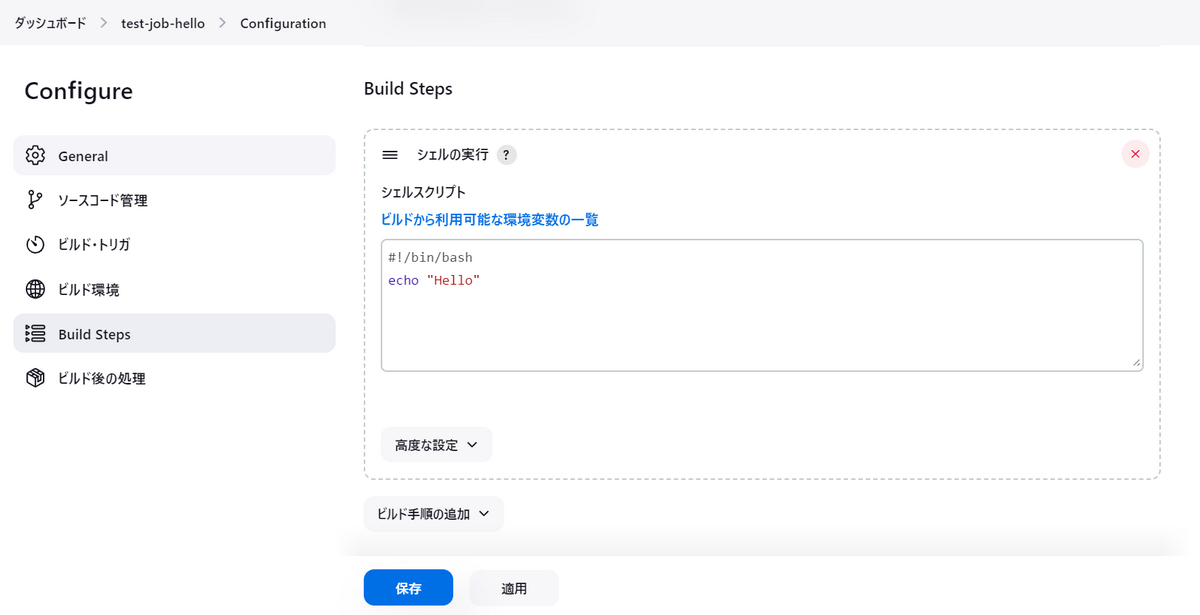 ダッシュボード > test-job-hello > Configuration
Configure
General
ソースコード管理
ビルド・トリガ
ビルド環境
Build Steps
ビルド後の処理
Build Steps
シェルの実行 ?
シェルスクリプト
ビルドから利用可能な環境変数の一覧
#!/bin/bash
echo "Hello"
高度な設定
ビルド手順の追加
保存 適用